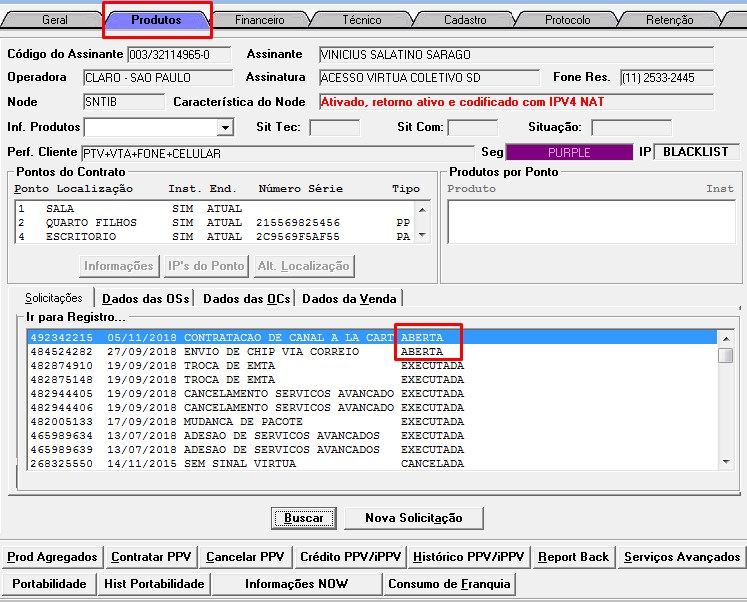 Geral Produtos Financeiro Técnico Cadastro Protocolo Retenção
Código do Assinante 003/32114965-0 Assinante VINICIUS SALATINO SARAGO
Operadora CLARO - SAO PAULO Assinatura ACESSO VIRTUA COLETIVO SD Fone Res. (11) 2533-2445
Node SNTIB Característica do Node Ativado, retorno ativo e codificado com IPV4 NAT
Inf. Produtos Sit Tec: Sit Com: Situação:
Perf. Cliente PTV+VTA+FONE+CELULAR Seg PURPLE IP BLACKLIST
Pontos do Contrato Produtos por Ponto
Ponto Localização Inst. End. Número Série Tipo Produto Inst
1 SALA SIM ATUAL
2 QUARTO FILHOS SIM ATUAL 215569825456 PP
4 ESCRITORIO SIM ATUAL 2C9569F5AF55 PA
Informações IP's do Ponto Alt. Localização
Solicitações Dados das OSs Dados das OCs Dados da Venda
Ir para Registro...
492342215 05/11/2018 CONTRATACAO DE CANAL A LA CART ABERTA
484524282 27/09/2018 ENVIO DE CHIP VIA CORREIO ABERTA
482874910 19/09/2018 TROCA DE EMTA EXECUTADA
482875148 19/09/2018 TROCA DE EMTA EXECUTADA
482944405 19/09/2018 CANCELAMENTO SERVICOS AVANCADO EXECUTADA
482944406 19/09/2018 CANCELAMENTO SERVICOS AVANCADO EXECUTADA
482005133 17/09/2018 MUDANCA DE PACOTE EXECUTADA
465989634 13/07/2018 ADESAO DE SERVICOS AVANCADOS EXECUTADA
465989639 13/07/2018 ADESAO DE SERVICOS AVANCADOS EXECUTADA
268325550 14/11/2015 SEM SINAL VIRTUA CANCELADA
Buscar Nova Solicitação
Prod Agregados Contratar PPV Cancelar PPV Crédito PPV/iPPV Histórico PPV/iPPV Report Back Serviços Avançados
Portabilidade Hist Portabilidade Informações NOW Consumo de Franquia